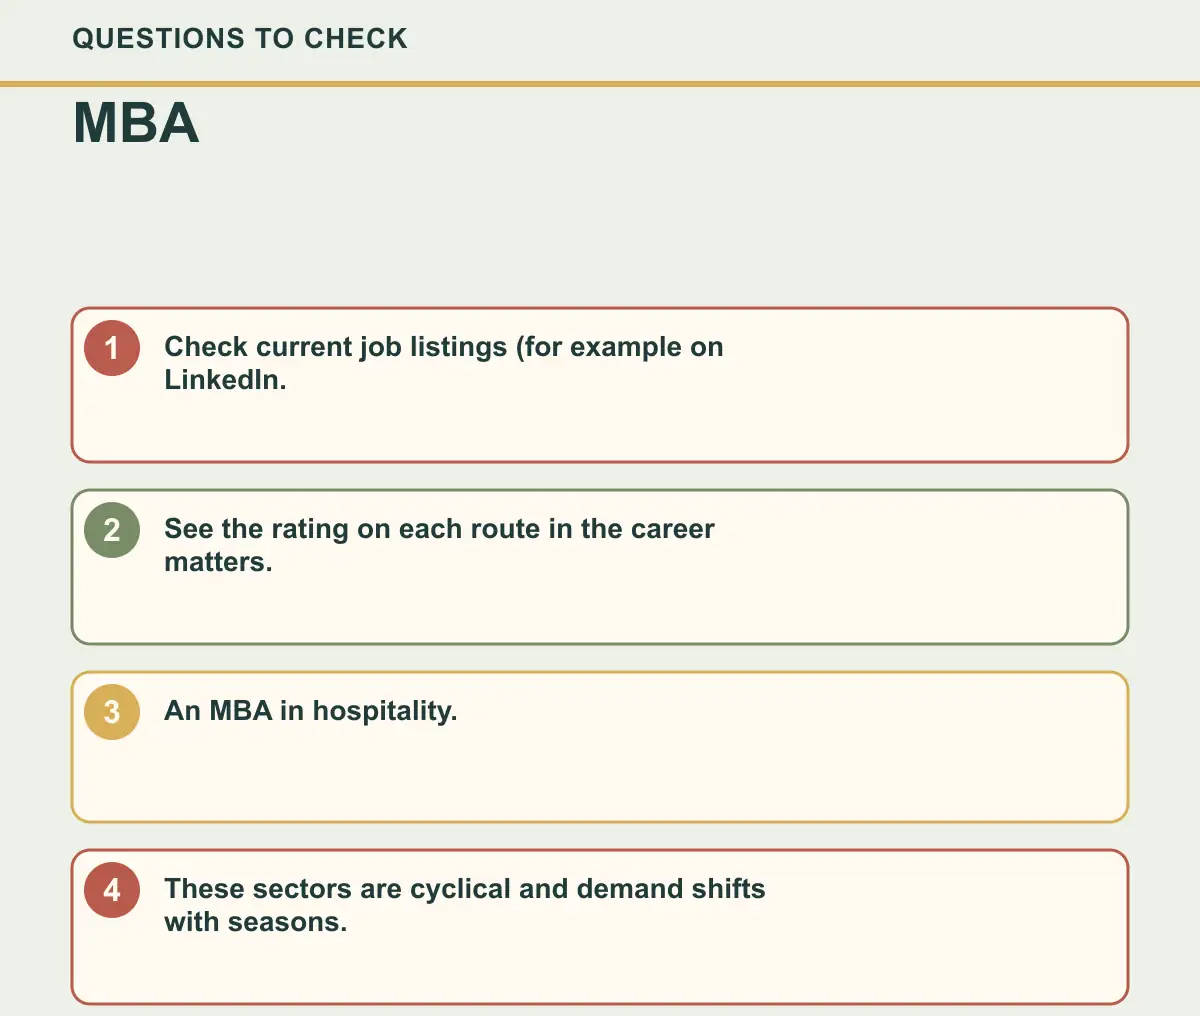 QUESTIONS TO CHECK
MBA
1
Check current job listings (for example on
LinkedIn.
2
See the rating on each route in the career
matters.
3
An MBA in hospitality.
4
These sectors are cyclical and demand shifts
with seasons.